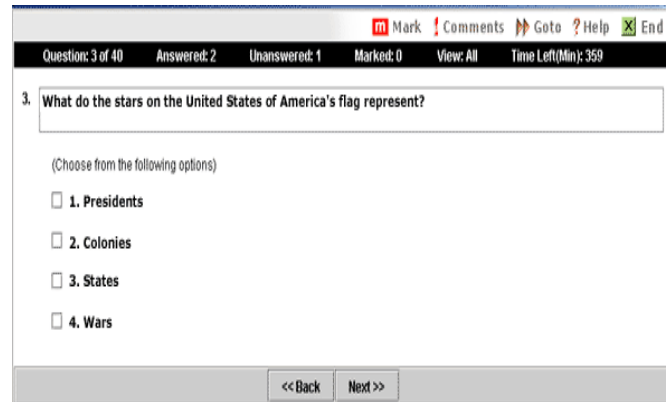 m Mark ! Comments Goto ? Help X End
Question: 3 of 40 Answered: 2 Unanswered: 1 Marked: 0 View: All Time Left(Min): 359
3. What do the stars on the United States of America's flag represent?
(Choose from the following options)
1. Presidents
2. Colonies
3. States
4. Wars
<< Back Next >>